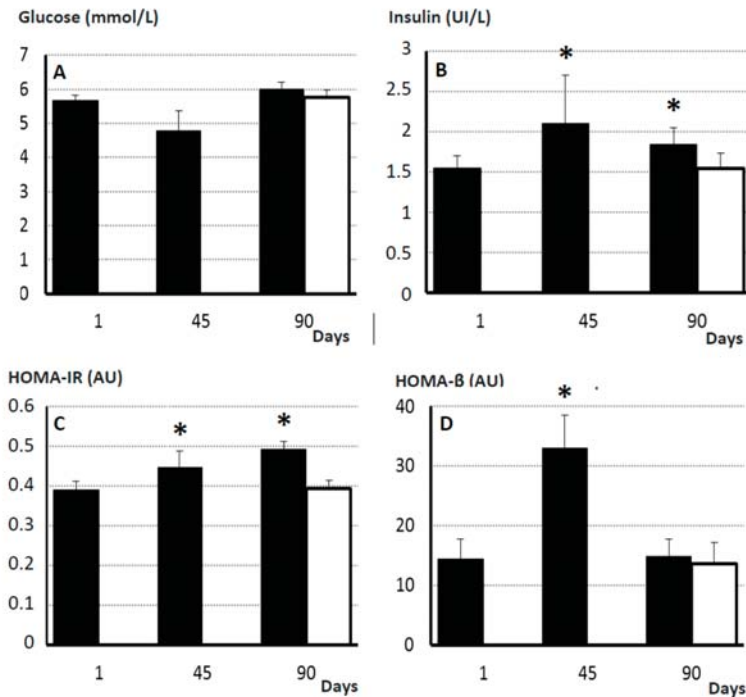 Glucose (mmol/L)
7
A
6
5
4
3
2
1
0
1 45 90
Days
Insulin (UI/L)
3
B
*
2.5
*
2
1.5
1
0.5
0
1 45 90
Days
HOMA-IR (AU)
0.6
C
* *
0.5
0.4
0.3
0.2
0.1
0
1 45 90
Days
HOMA-β (AU)
*
40
D
30
20
10
0
1 45 90
Days